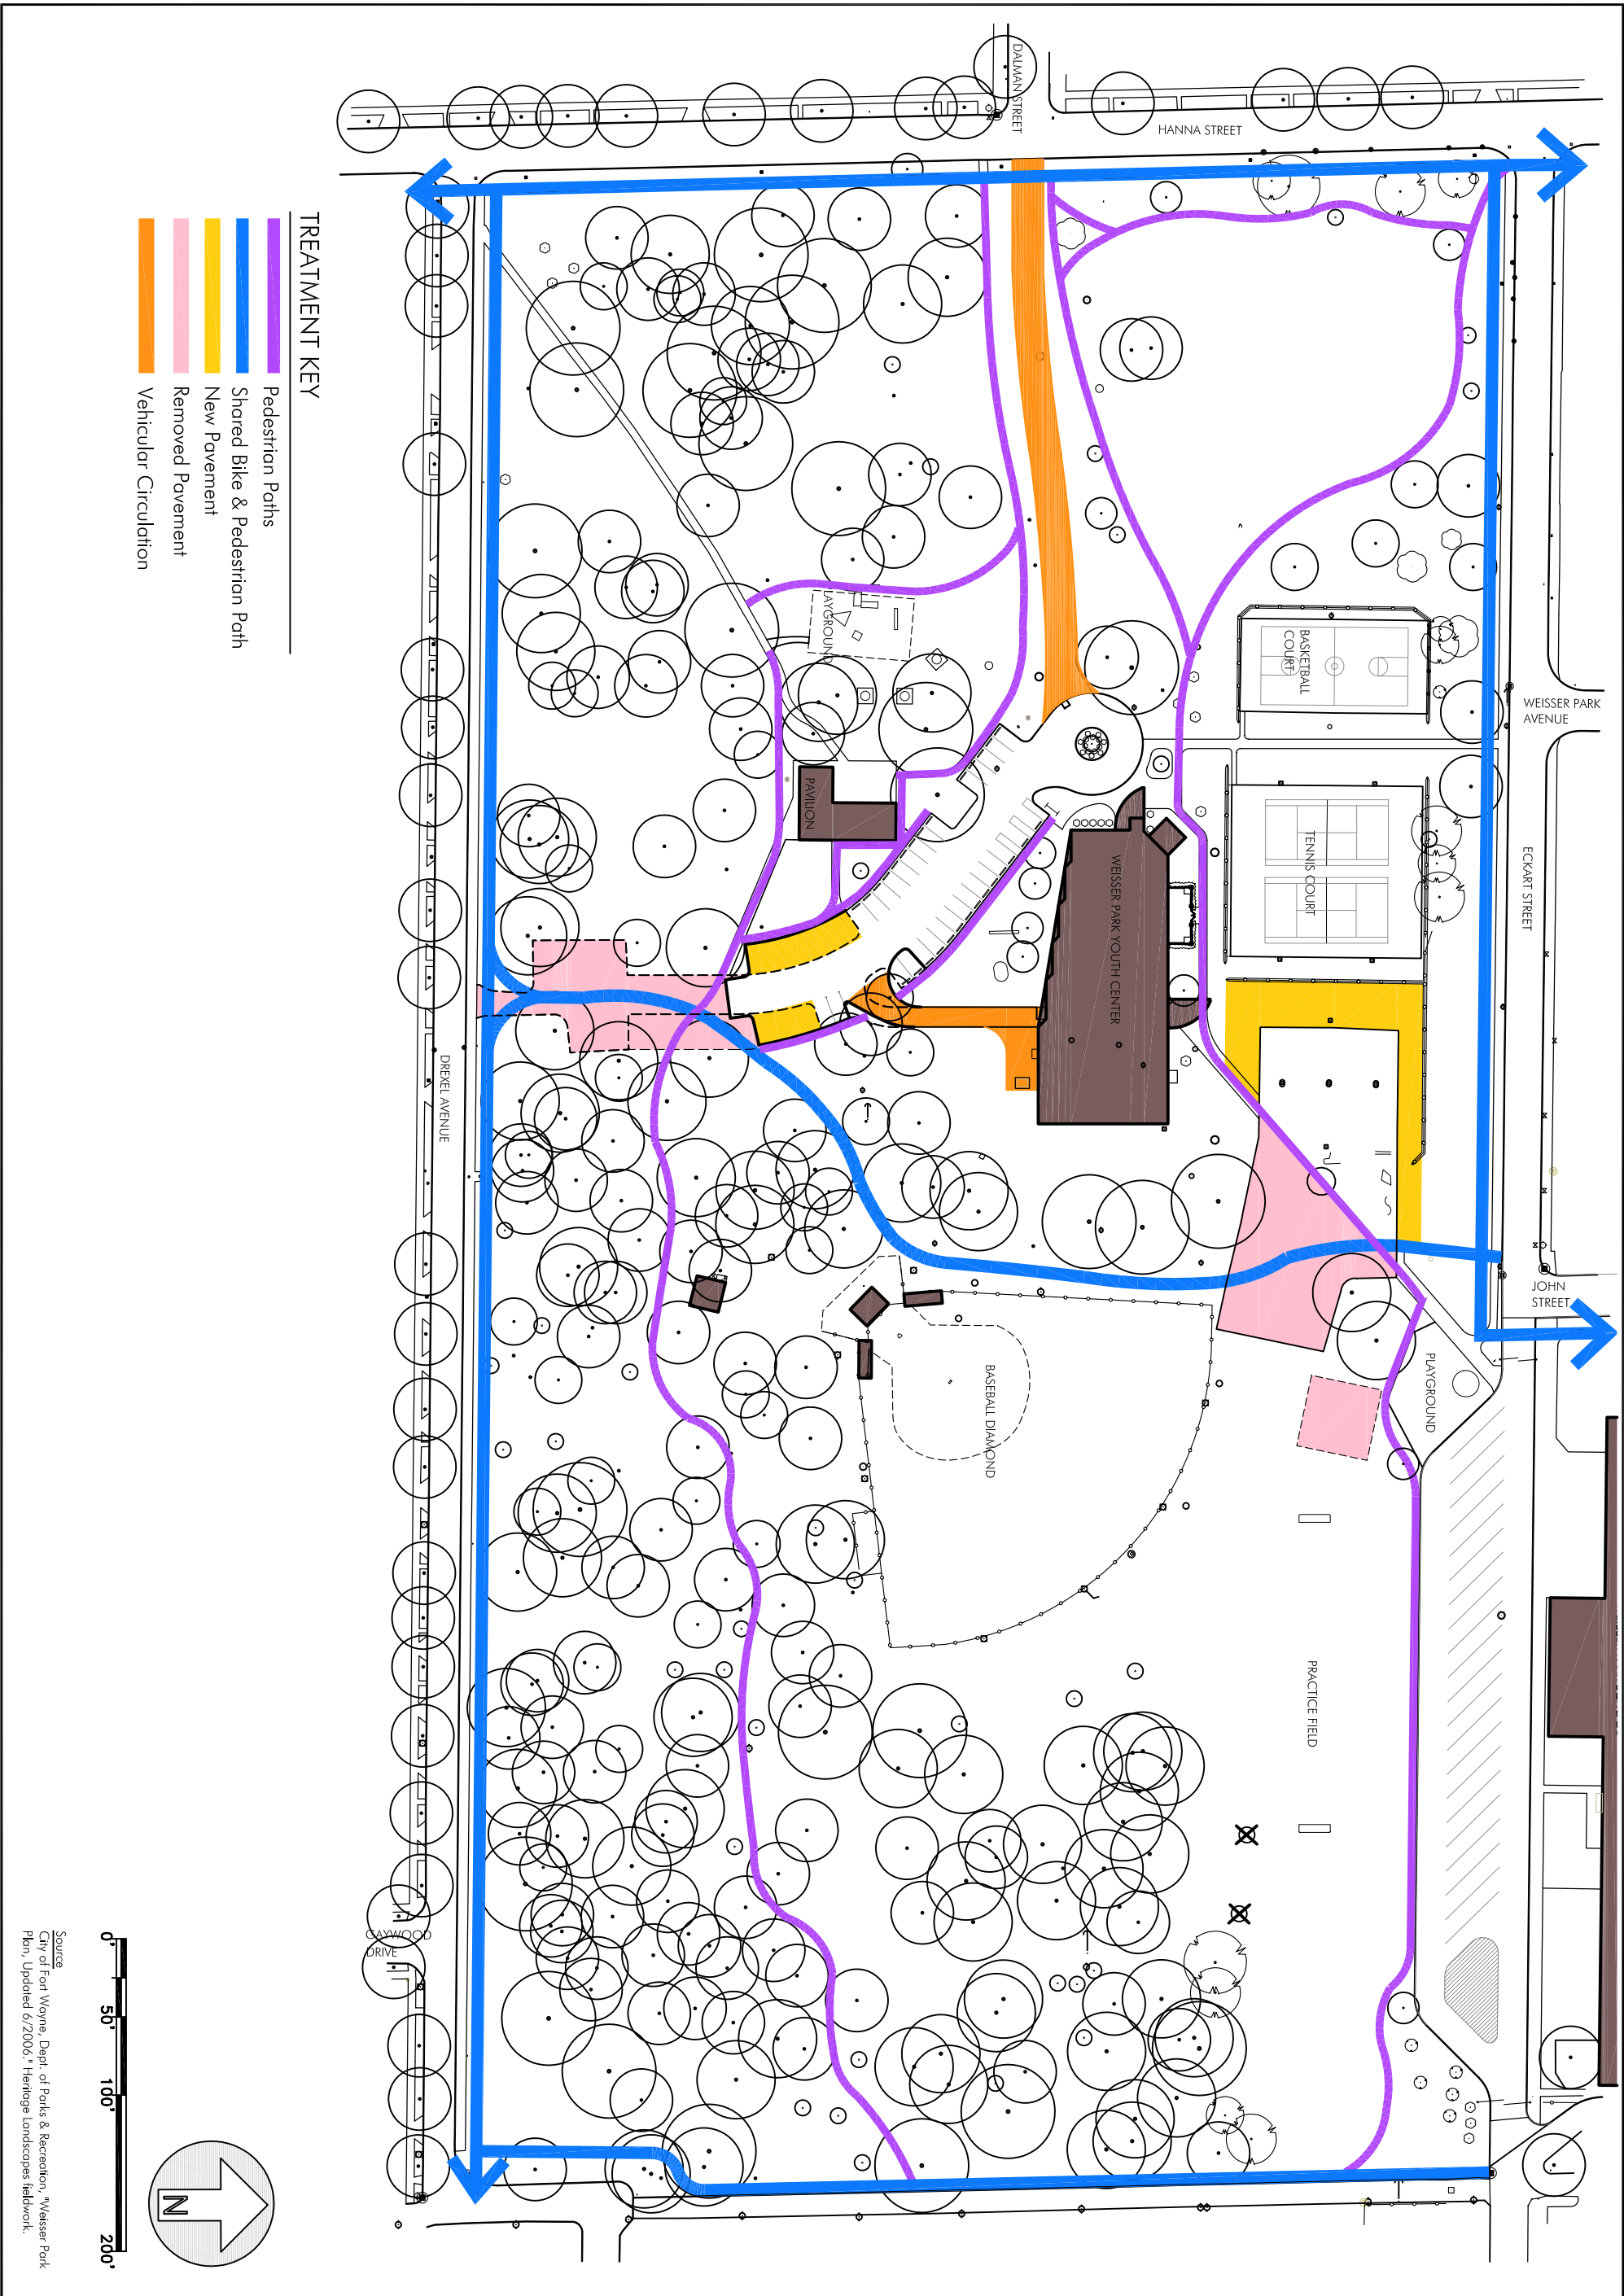 DALMAN STREET
HANNA STREET
TREATMENT KEY
Pedestrian Paths
Shared Bike & Pedestrian Path
New Pavement
Removed Pavement
Vehicular Circulation
BASKETBALL
COURT
WEISSER PARK
AVENUE
AYGROUND
PAVILION
TENNIS COURT
ECKART STREET
WEISSER PARK YOUTH CENTER
DREXEL AVENUE
JOHN
STREET
PLAYGROUND
BASEBALL DIAMOND
PRACTICE FIELD
GAYWOOD
DRIVE
0'
50'
100'
200'
N
Source
City of Fort Wayne, Dept. of Parks & Recreation, "Weisser Park
Plan, Updated 6/2006." Heritage Landscapes fieldwork.